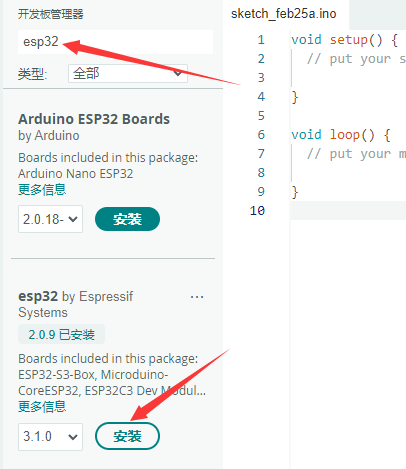 开发板管理器
esp32
类型:
全部
Arduino ESP32 Boards
by Arduino
Boards included in this package:
Arduino Nano ESP32
更多信息
2.0.18-
安装
esp32 by Espressif
Systems
2.0.9 已安装
Boards included in this package:
ESP32-S3-Box, Microduino-
CoreESP32, ESP32C3 Dev Modul...
更多信息
3.1.0
安装
sketch_feb25a.ino
1 void setup() {
2 // put your s
3
4 }
5
6 void loop() {
7 // put your m
8
9 }
10